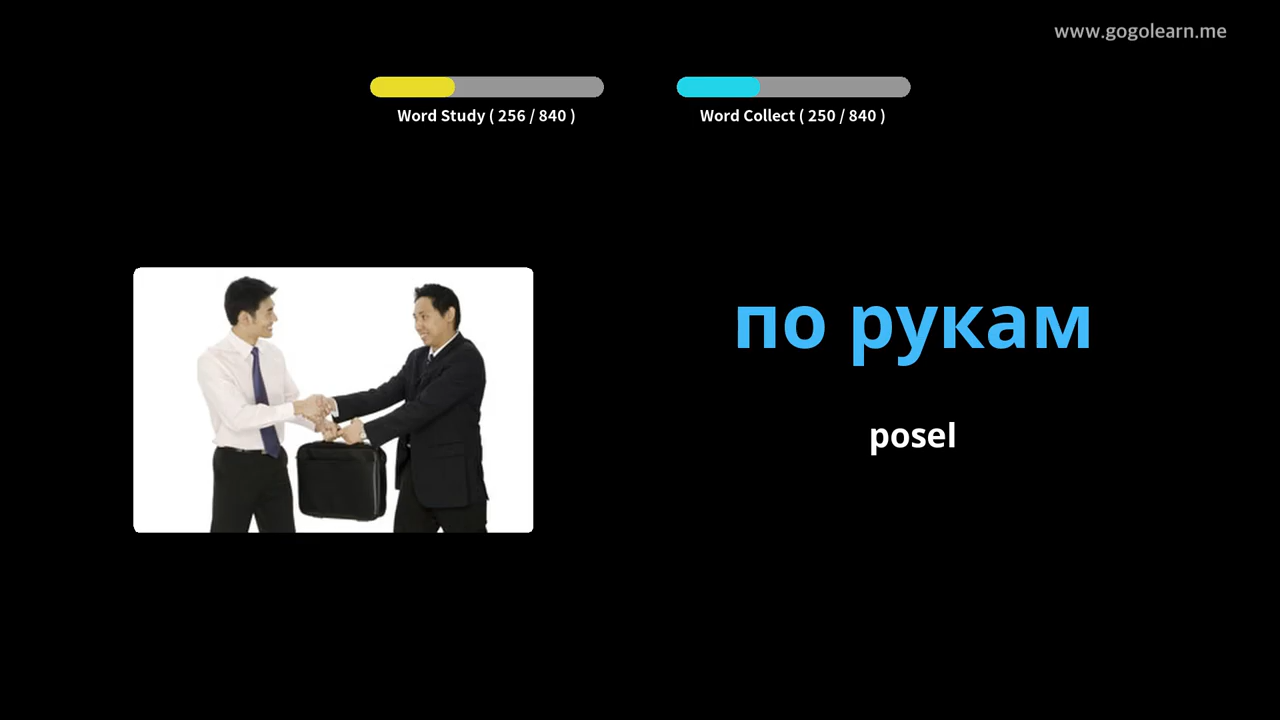 www.gogolearn.me
Word Study ( 256 / 840 )
Word Collect ( 250 / 840 )
по рукам
posel